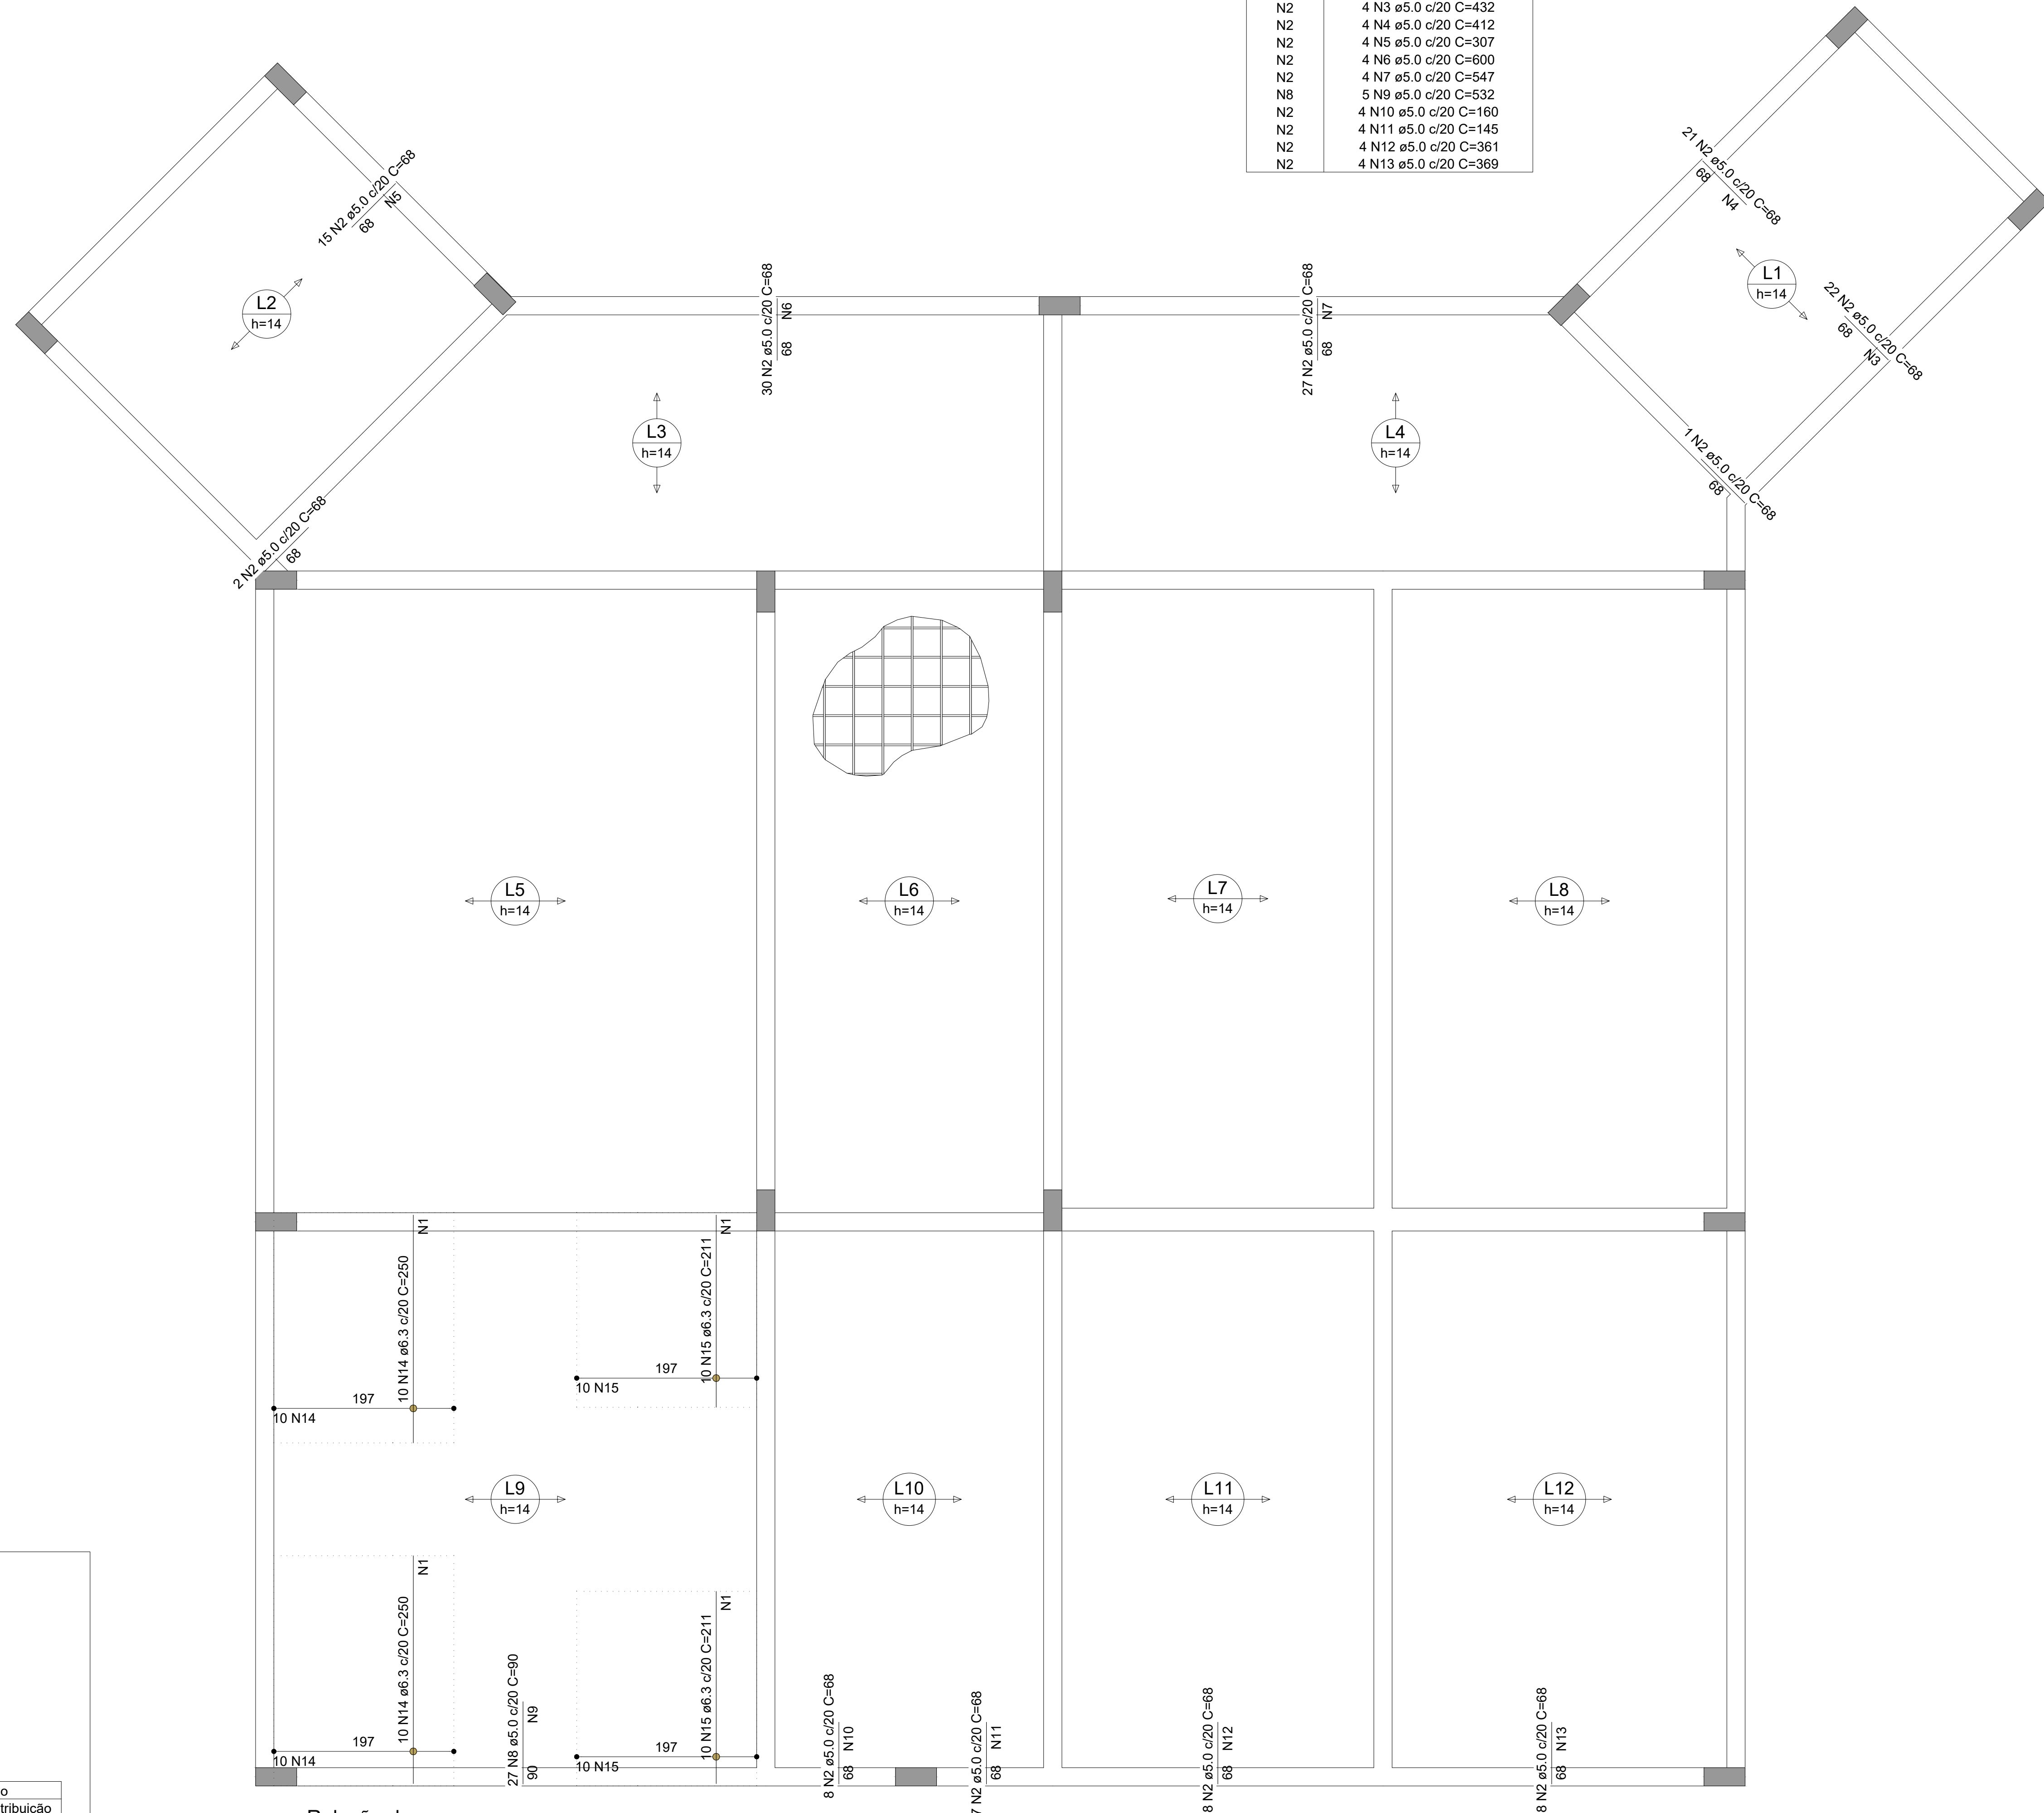 N2 4 N3 ø5.0 c/20 C=432
N2 4 N4 ø5.0 c/20 C=412
N2 4 N5 ø5.0 c/20 C=307
N2 4 N6 ø5.0 c/20 C=600
N2 4 N7 ø5.0 c/20 C=547
N8 5 N9 ø5.0 c/20 C=532
N2 4 N10 ø5.0 c/20 C=160
N2 4 N11 ø5.0 c/20 C=145
N2 4 N12 ø5.0 c/20 C=361
N2 4 N13 ø5.0 c/20 C=369
15 N2 ø5.0 c/20 C=68
N5
68
21 N2 ø5.0 c/20 C=68
68
N4
L2
h=14
L1
h=14
30 N2 ø5.0 c/20 C=68
68
N6
27 N2 ø5.0 c/20 C=68
68
N7
22 N2 ø5.0 c/20 C=68
68
N3
L3
h=14
L4
h=14
1 N2 ø5.0 c/20 C=68
68
2 N2 ø5.0 c/20 C=68
68
L5
h=14
L6
h=14
L7
h=14
L8
h=14
10 N14 ø6.3 c/20 C=250
N1
197
10 N14
10 N15 ø6.3 c/20 C=211
N1
197
10 N15
L9
h=14
L10
h=14
L11
h=14
L12
h=14
10 N14 ø6.3 c/20 C=250
N1
197
10 N14
27 N8 ø5.0 c/20 C=90
90
N9
10 N15 ø6.3 c/20 C=211
N1
197
10 N15
8 N2 ø5.0 c/20 C=68
68
N10
7 N2 ø5.0 c/20 C=68
68
N11
8 N2 ø5.0 c/20 C=68
68
N12
8 N2 ø5.0 c/20 C=68
68
N13
o
tribuição